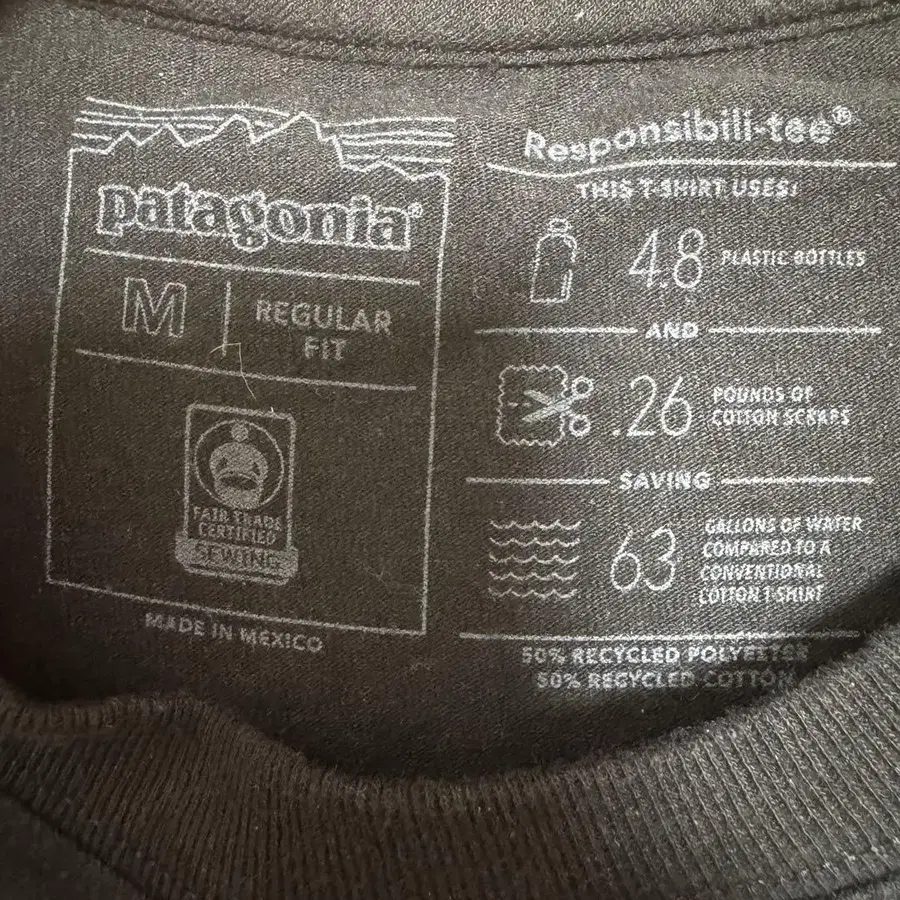 patagonia®
M
REGULAR
FIT
FAIR TRADE
CERTIFIED
SEWING
MADE IN MEXICO
Responsibili-tee®
THIS T-SHIRT USES:
4.8 PLASTIC BOTTLES
AND
.26 POUNDS OF
COTTON SCRAPS
SAVING
63 GALLONS OF WATER
COMPARED TO A
CONVENTIONAL
COTTON T-SHIRT
50% RECYCLED POLYESTER
50% RECYCLED COTTON